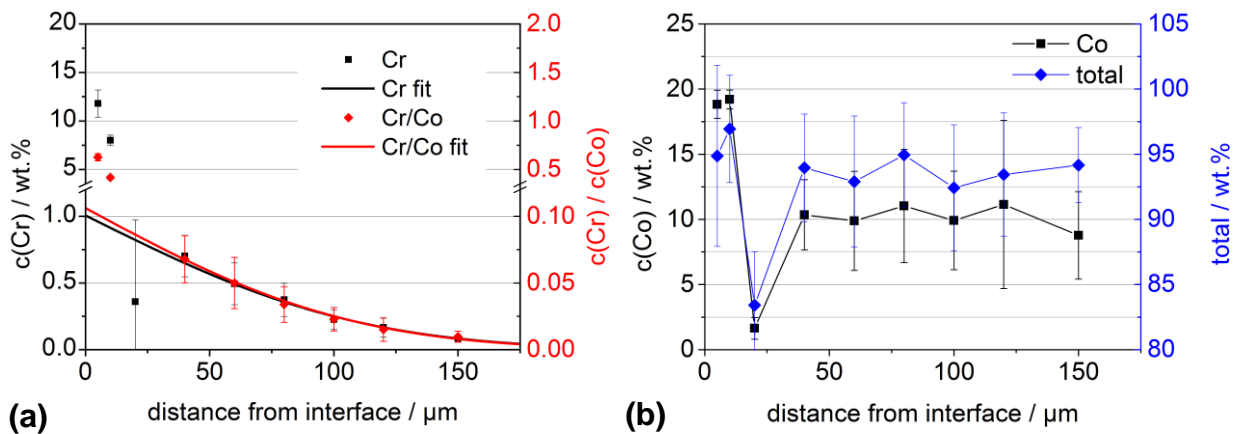 20
15
10
5
1.0
0.5
0.0
c(Cr) / wt.%
Cr
Cr fit
Cr/Co
Cr/Co fit
2.0
1.5
1.0
0.5
0.10
0.05
0.00
c(Cr) / c(Co)
0 50 100 150
distance from interface / µm
(a)
25
20
15
10
5
0
c(Co) / wt.%
Co
total
105
100
95
90
85
80
total / wt.%
0 50 100 150
distance from interface / µm
(b)